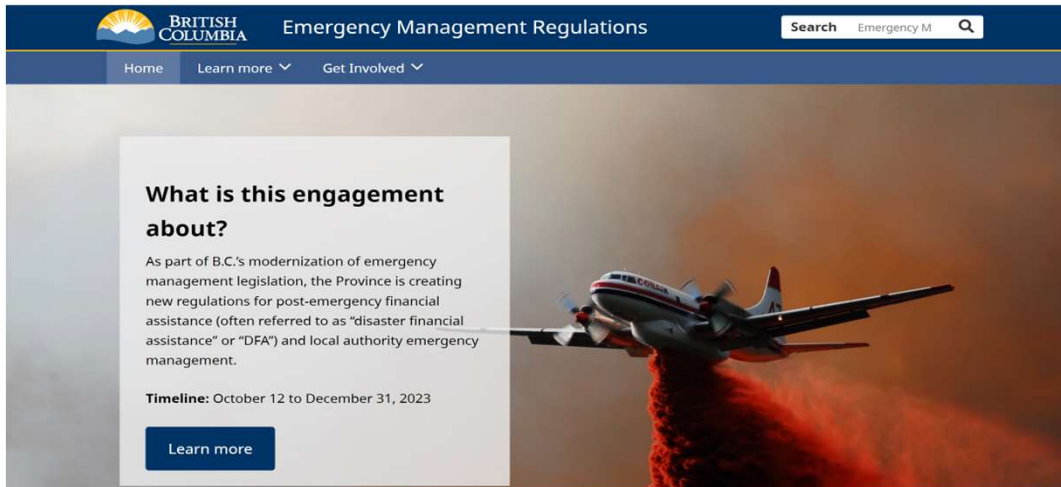 BRITISH
COLUMBIA
Emergency Management Regulations
Search Emergency M
Home Learn more Get Involved
What is this engagement
about?
As part of B.C.’s modernization of emergency
management legislation, the Province is creating
new regulations for post-emergency financial
assistance (often referred to as “disaster financial
assistance” or “DFA”) and local authority emergency
management.
Timeline: October 12 to December 31, 2023
Learn more
CONAIR